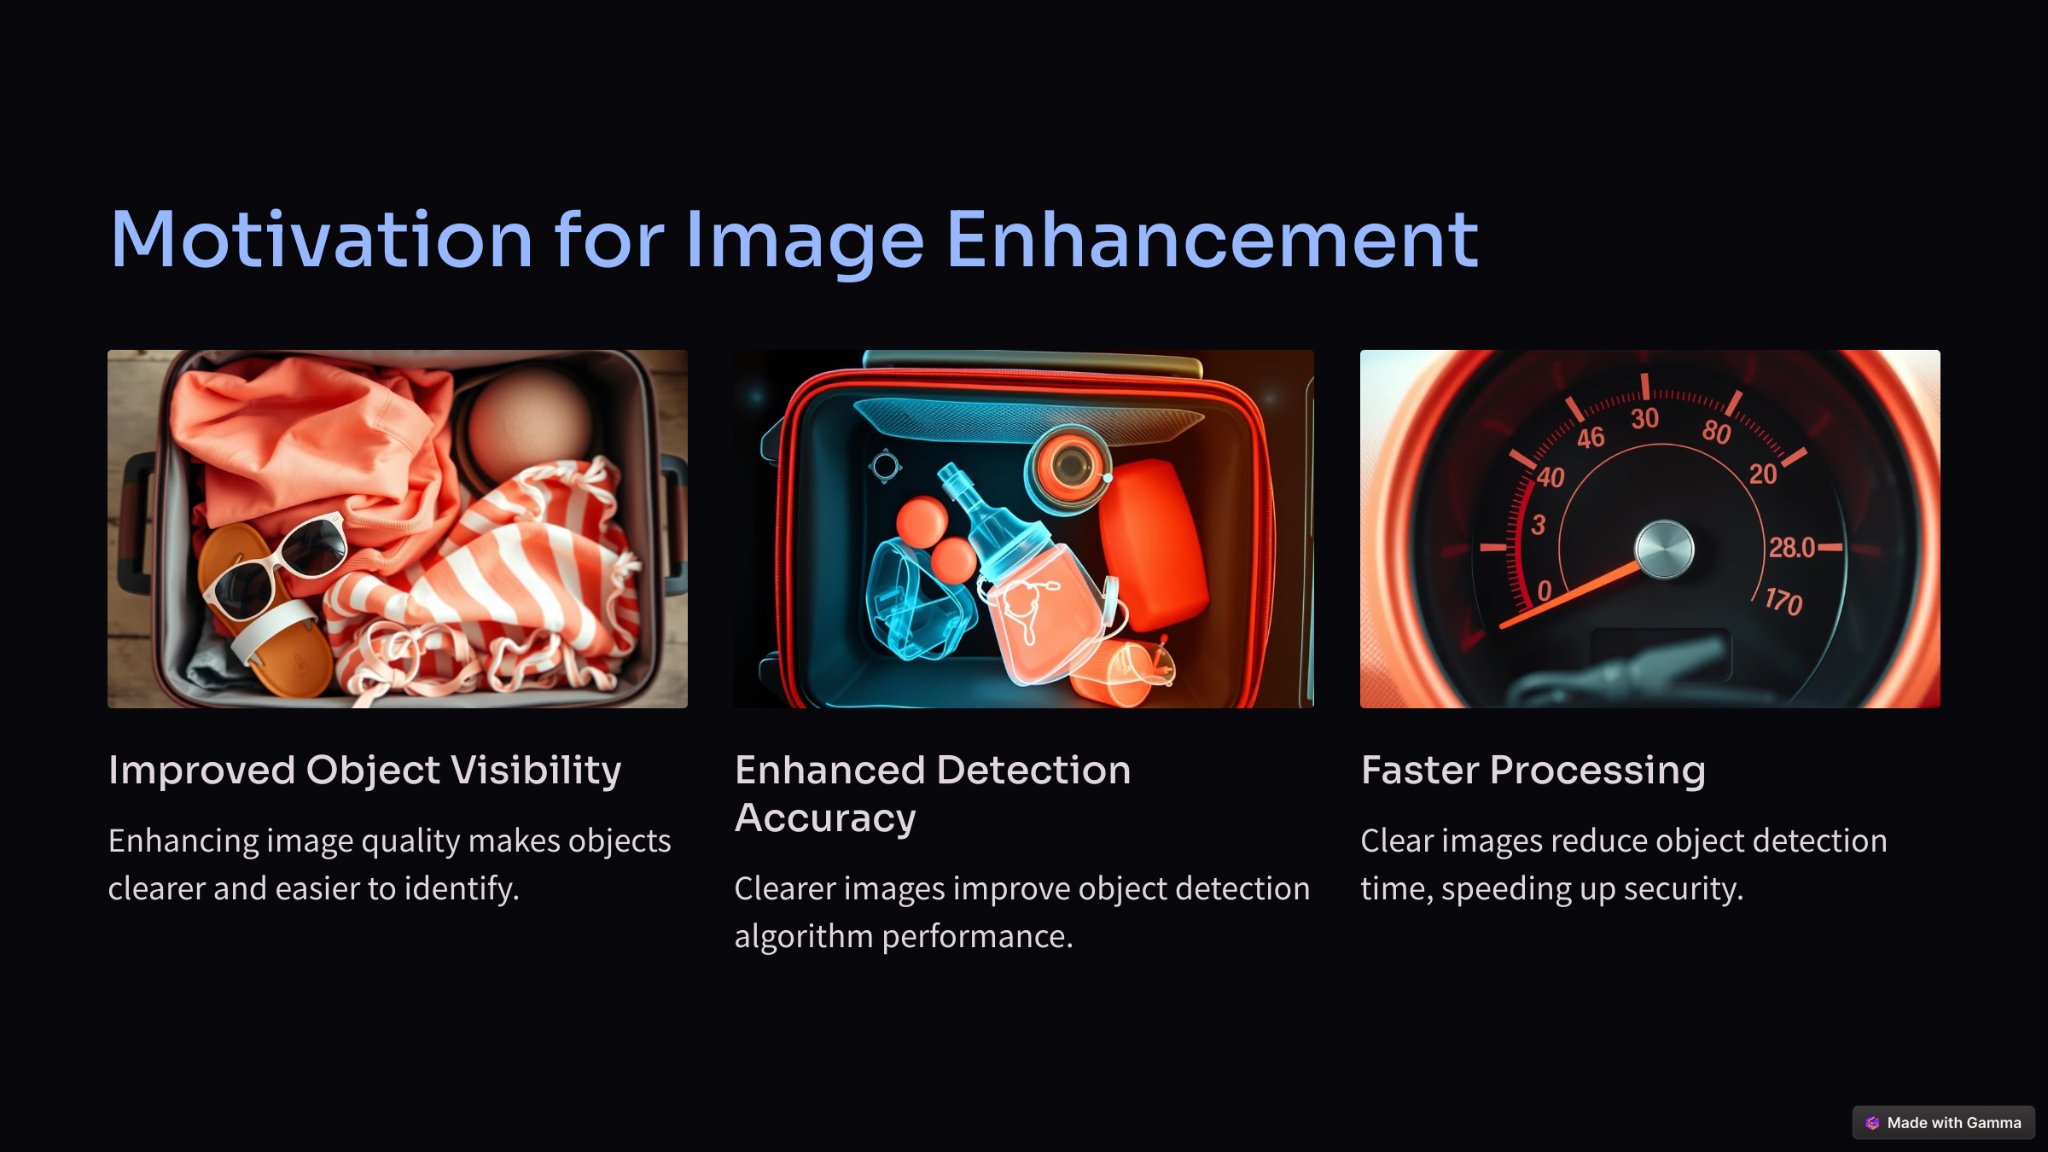 Motivation for Image Enhancement
46
30
80
40
20
3
28.0
0
170
Improved Object Visibility
Enhancing image quality makes objects
clearer and easier to identify.
Enhanced Detection
Accuracy
Clearer images improve object detection
algorithm performance.
Faster Processing
Clear images reduce object detection
time, speeding up security.
Made with Gamma